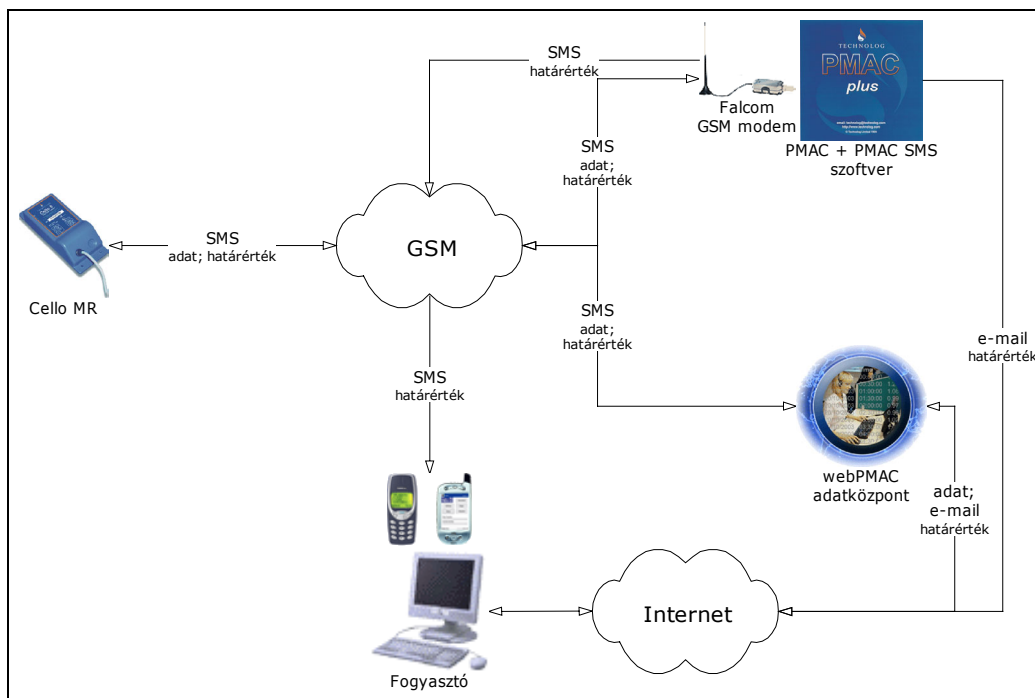 SMS
határérték
TECHNOLOG
PMAC
plus
Falcom
GSM modem
PMAC + PMAC SMS
szoftver
SMS
adat;
határérték
SMS
adat; határérték
GSM
Cello MR
SMS
adat;
határérték
e-mail
határérték
SMS
határérték
webPMAC
adatközpont
adat;
e-mail
határérték
Internet
Fogyasztó